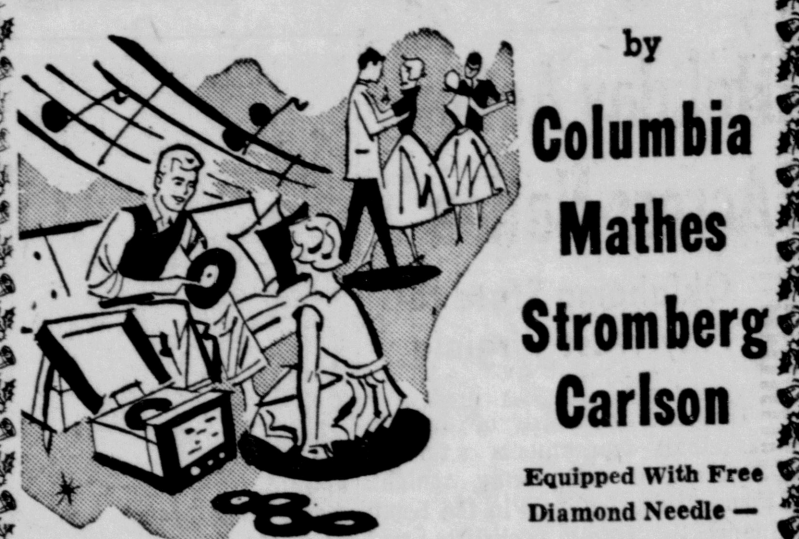 by
Columbia
Mathes
Stromberg
Carlson
Equipped With Free
Diamond Needle —